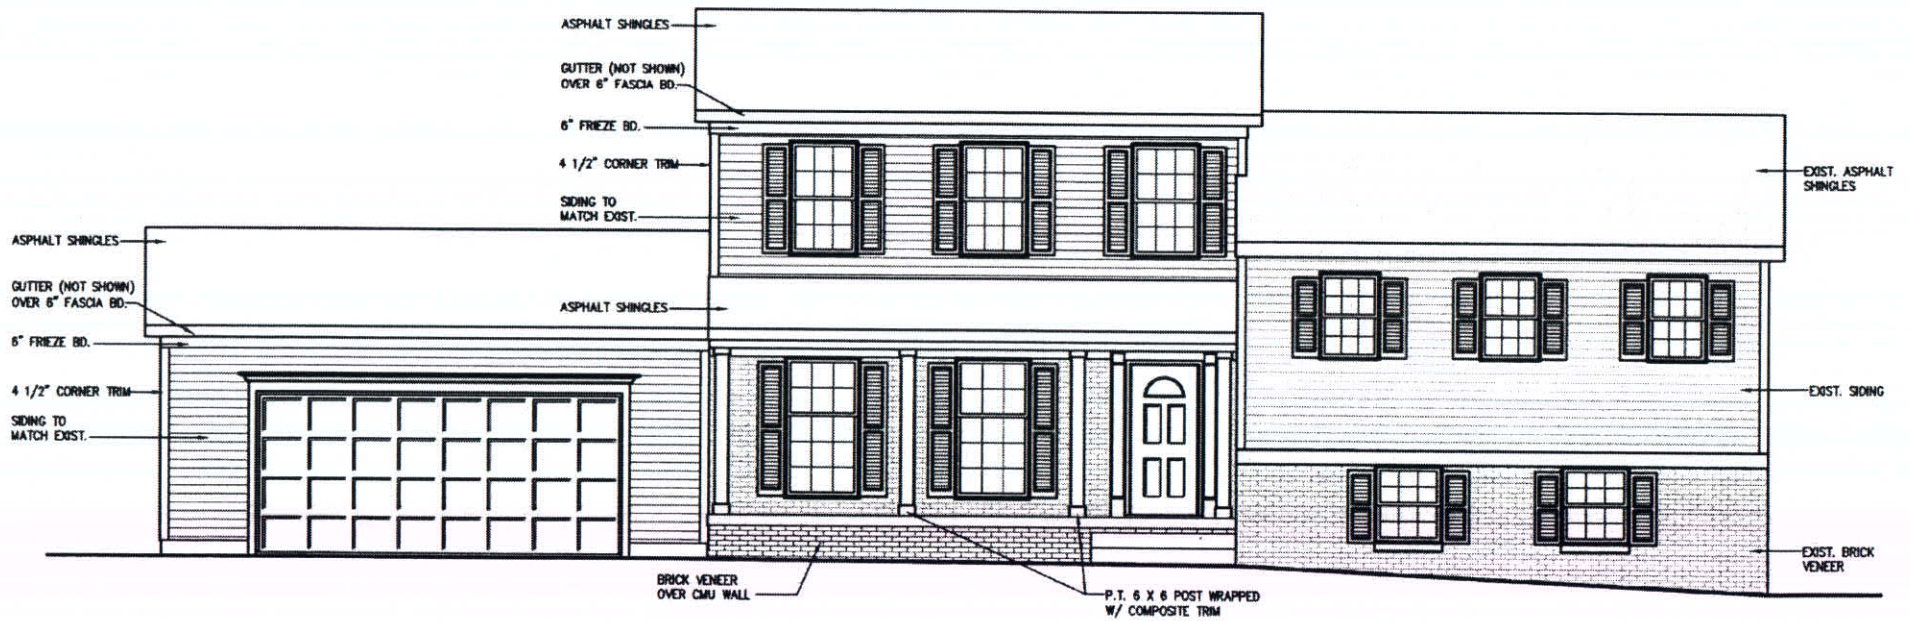 ASPHALT SHINGLES
GUTTER (NOT SHOWN)
OVER 6" FASCIA BD.
6" FRIEZE BD.
4 1/2" CORNER TRIM
SIDING TO
MATCH EXIST.
ASPHALT SHINGLES
GUTTER (NOT SHOWN)
OVER 6" FASCIA BD.
6" FRIEZE BD.
4 1/2" CORNER TRIM
SIDING TO
MATCH EXIST.
ASPHALT SHINGLES
EXIST. ASPHALT
SHINGLES
EXIST. SIDING
EXIST. BRICK
VENEER
BRICK VENEER
OVER CMU WALL
P.T. 6 X 6 POST WRAPPED
W/ COMPOSITE TRIM